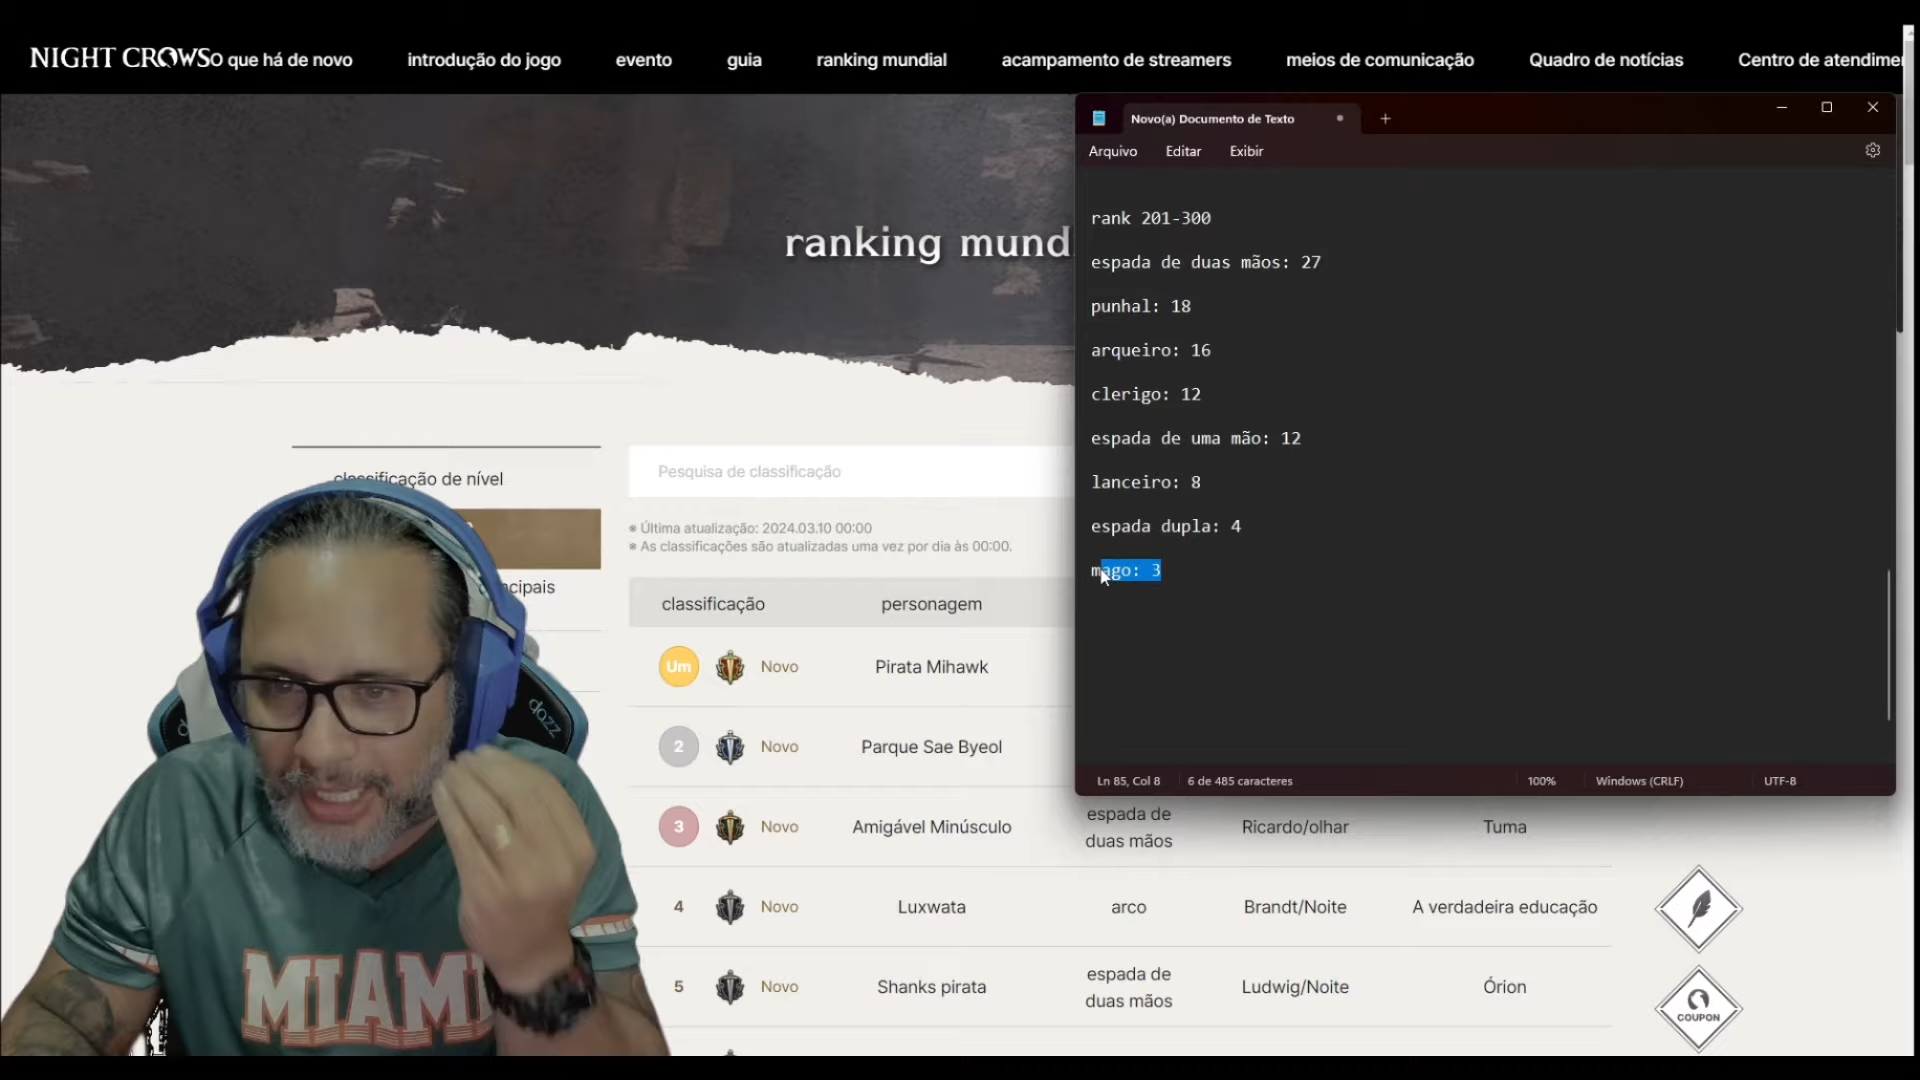 NIGHT CROWS
O que há de novo
introdução do jogo
evento
guia
ranking mundial
acampamento de streamers
meios de comunicação
Quadro de notícias
Centro de atendime
ranking mund
Novo(a) Documento de Texto
Arquivo
Editar
Exibir
rank 201-300
espada de duas mãos: 27
punhal: 18
arqueiro: 16
clerigo: 12
espada de uma mão: 12
lanceiro: 8
espada dupla: 4
mago: 3
Ln 85, Col 8
6 de 485 caracteres
100%
Windows (CRLF)
UTF-8
classificação de nível
ncipais
Pesquisa de classificação
※ Última atualização: 2024.03.10 00:00
※ As classificações são atualizadas uma vez por dia às 00:00.
classificação personagem
Um Novo Pirata Mihawk
2 Novo Parque Sae Byeol
3 Novo Amigável Minúsculo espada de duas mãos Ricardo/olhar Tuma
4 Novo Luxwata arco Brandt/Noite A verdadeira educação
5 Novo Shanks pirata espada de duas mãos Ludwig/Noite Órion
COUPON
dazz
MIAMI